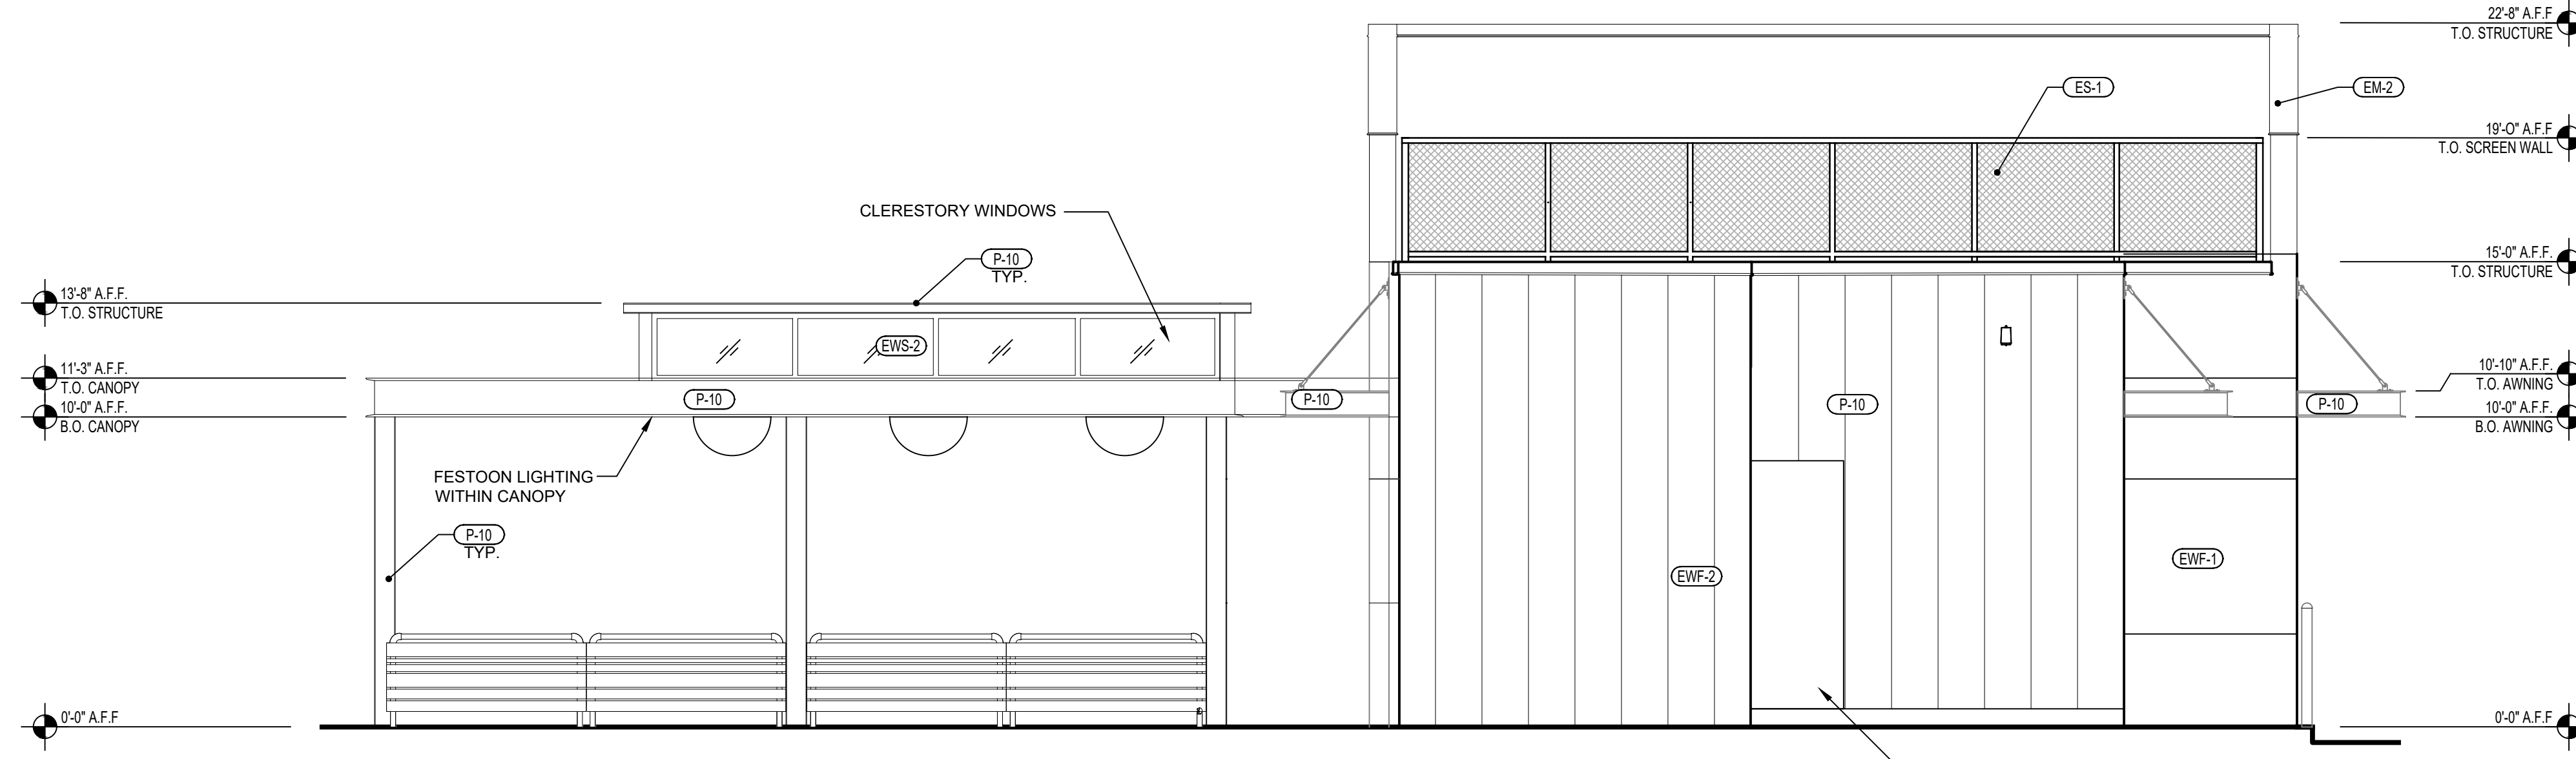 22'-8" A.F.F
T.O. STRUCTURE
ES-1
EM-2
19'-O" A.F.F
T.O. SCREEN WALL
CLERESTORY WINDOWS
P-10
TYP.
15'-0" A.F.F.
T.O. STRUCTURE
13'-8" A.F.F.
T.O. STRUCTURE
EWS-2
11'-3" A.F.F.
T.O. CANOPY
10'-10" A.F.F.
T.O. AWNING
P-10
P-10
P-10
P-10
10'-0" A.F.F.
B.O. CANOPY
10'-0" A.F.F.
B.O. AWNING
FESTOON LIGHTING
WITHIN CANOPY
P-10
TYP.
EWF-2
EWF-1
0'-0" A.F.F
0'-0" A.F.F